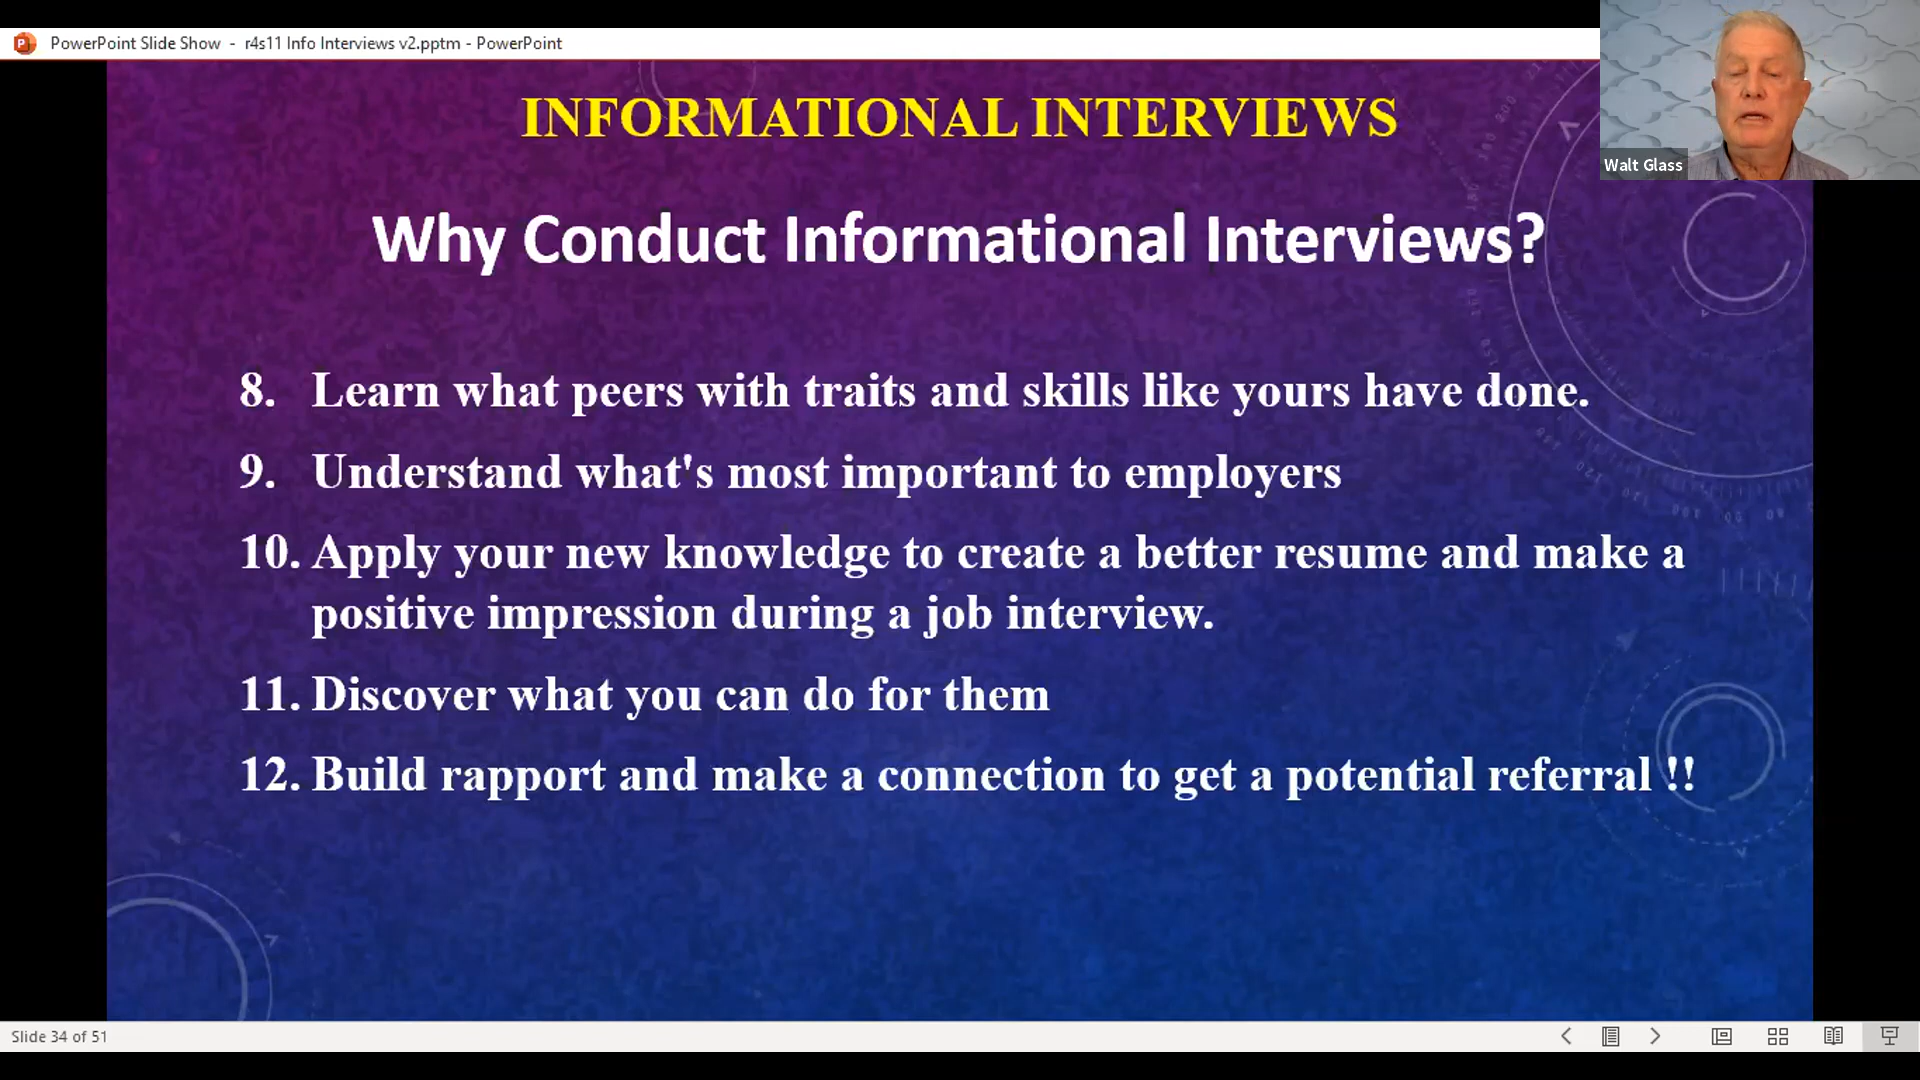 PowerPoint Slide Show - r4s11 Info Interviews v2.pptm - PowerPoint
Walt Glass
INFORMATIONAL INTERVIEWS
Why Conduct Informational Interviews?
8. Learn what peers with traits and skills like yours have done.
9. Understand what's most important to employers
10. Apply your new knowledge to create a better resume and make a
positive impression during a job interview.
11. Discover what you can do for them
12. Build rapport and make a connection to get a potential referral !!
Slide 34 of 51